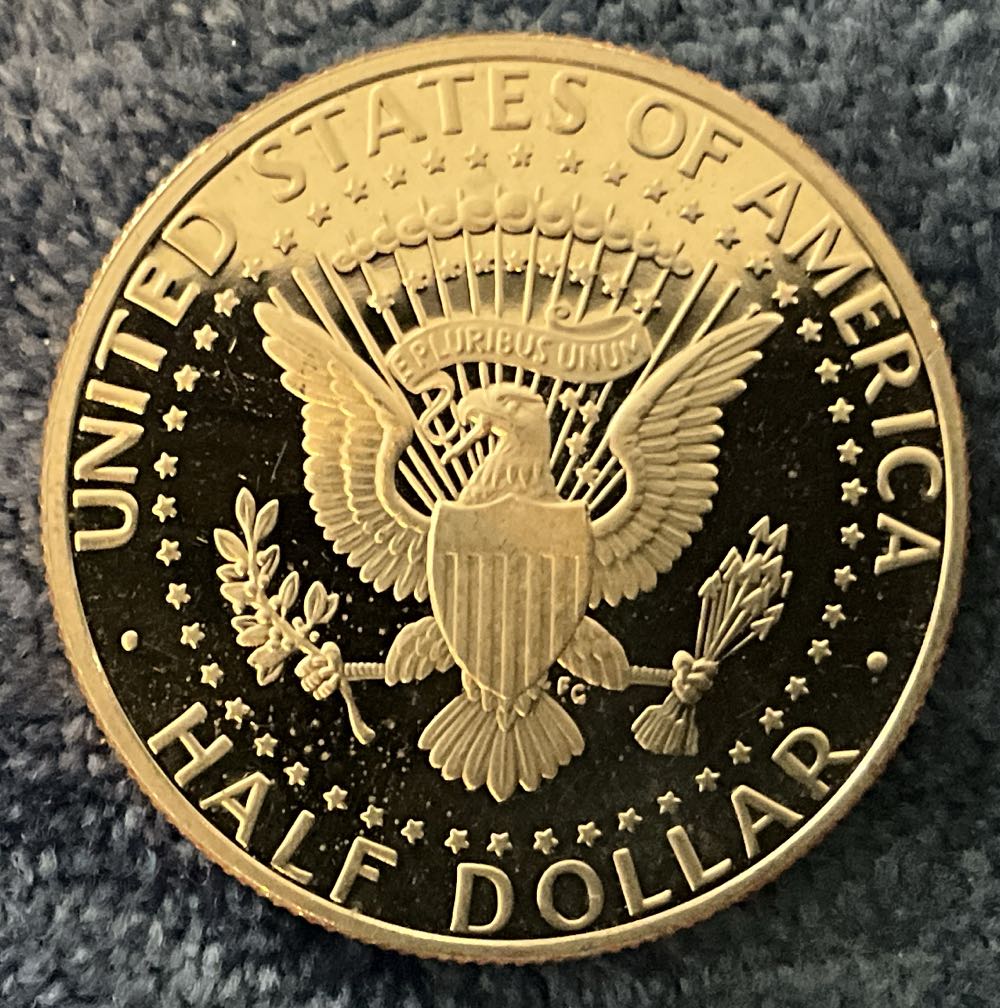 UNITED STATES OF AMERICA
E PLURIBUS UNUM
FG
HALF DOLLAR